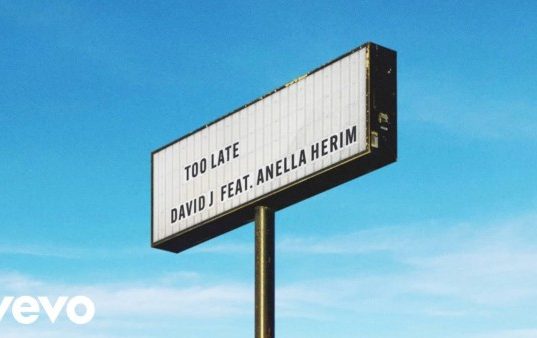 TOO LATE
DAVID J FEAT. ANELLA HERIM
vevo